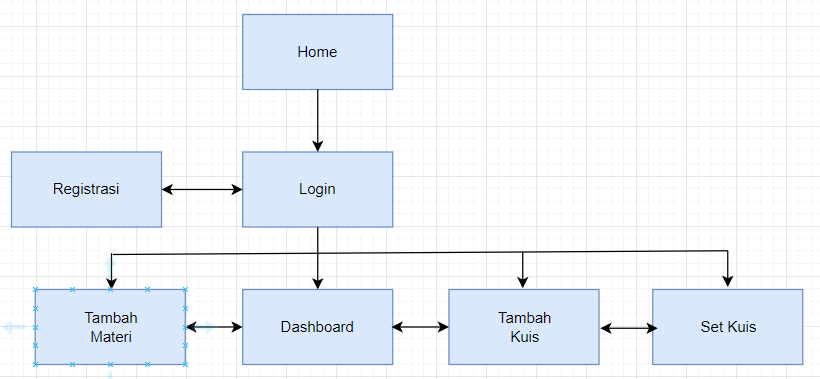 Home
Registrasi
Login
Tambah
Materi
Dashboard
Tambah
Kuis
Set Kuis